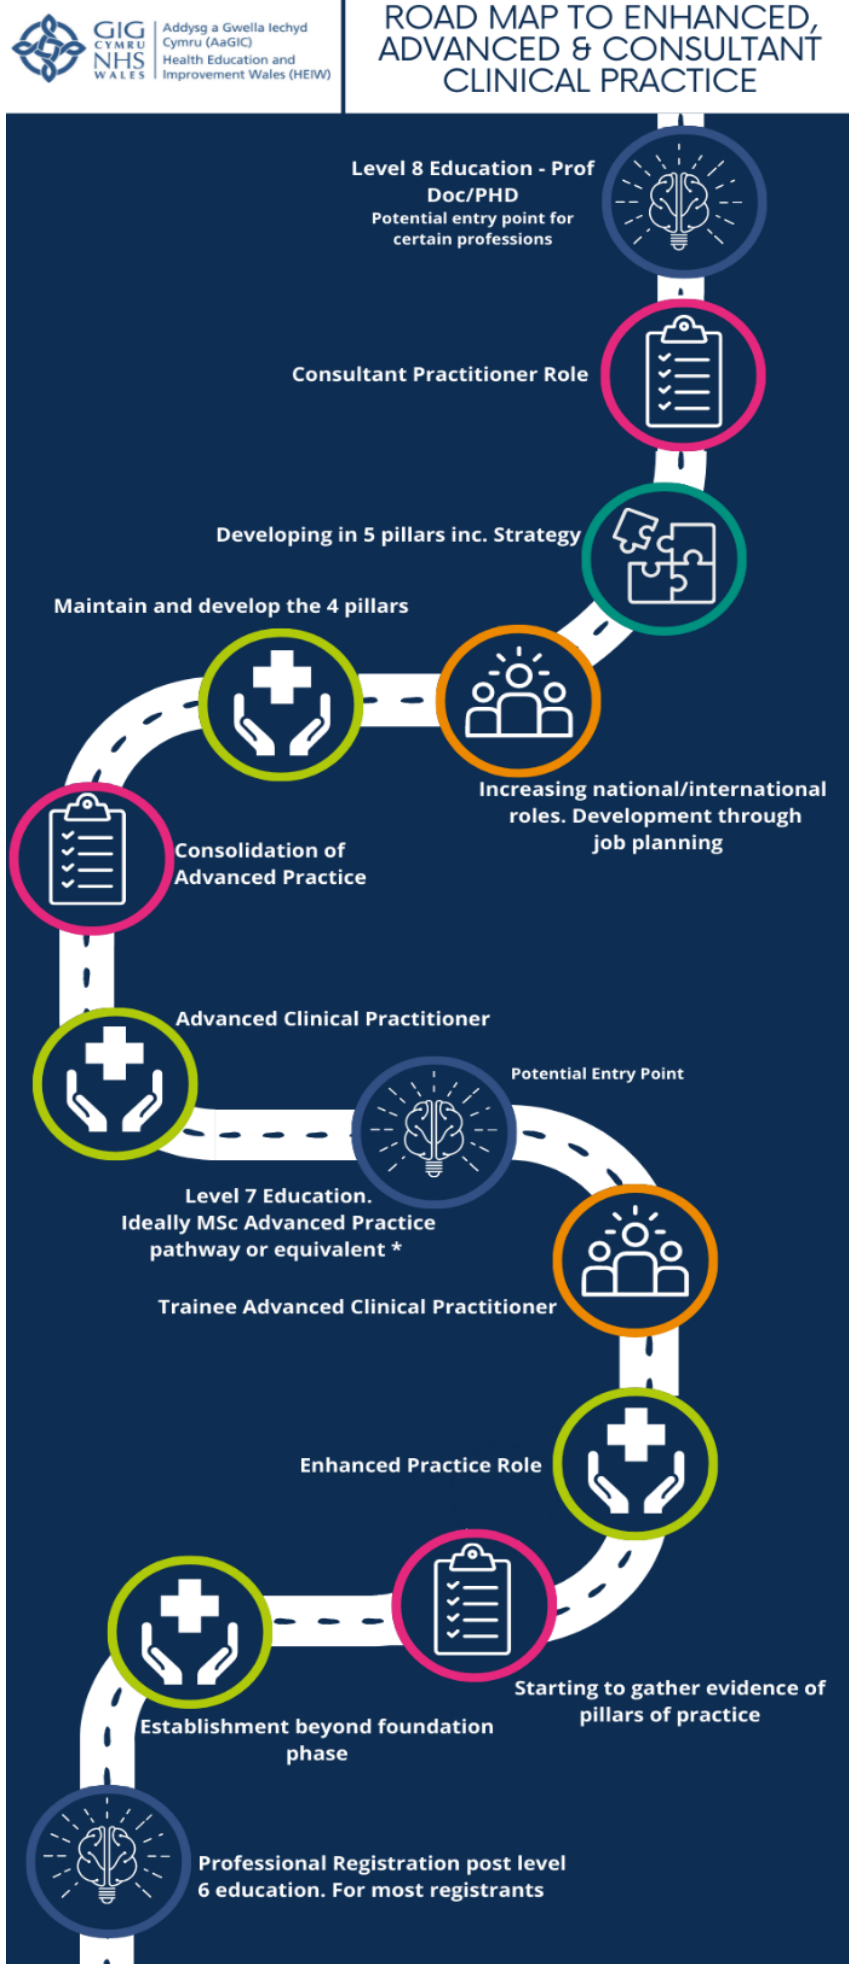 GIG
CYMRU
NHS
WALES
Addysg a Gwella Iechyd
Cymru (AaGIC)
Health Education and
Improvement Wales (HEIW)
ROAD MAP TO ENHANCED,
ADVANCED & CONSULTANT
CLINICAL PRACTICE
Level 8 Education - Prof
Doc/PHD
Potential entry point for
certain professions
Consultant Practitioner Role
Developing in 5 pillars inc. Strategy
Maintain and develop the 4 pillars
Increasing national/international
roles. Development through
job planning
Consolidation of
Advanced Practice
Advanced Clinical Practitioner
Potential Entry Point
Level 7 Education.
Ideally MSc Advanced Practice
pathway or equivalent *
Trainee Advanced Clinical Practitioner
Enhanced Practice Role
Starting to gather evidence of
pillars of practice
Establishment beyond foundation
phase
Professional Registration post level
6 education. For most registrants